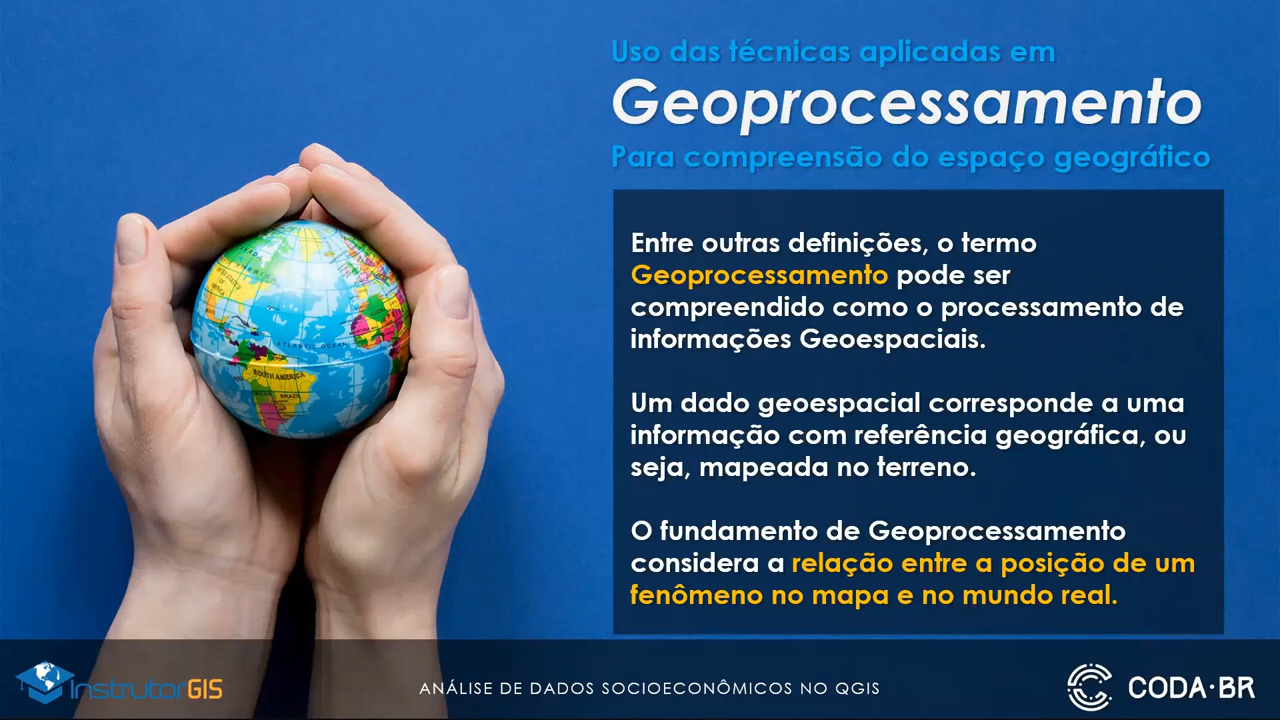 Uso das técnicas aplicadas em
Geoprocessamento
Para compreensão do espaço geográfico
Entre outras definições, o termo
Geoprocessamento pode ser
compreendido como o processamento de
informações Geoespaciais.
Um dado geoespacial corresponde a uma
informação com referência geográfica, ou
seja, mapeada no terreno.
O fundamento de Geoprocessamento
considera a relação entre a posição de um
fenômeno no mapa e no mundo real.
ATLANTIC OCEAN
SOUTH AMERICA
BRAZIL
InstrutorGIS
ANÁLISE DE DADOS SOCIOECONÔMICOS NO QGIS
CODA·BR